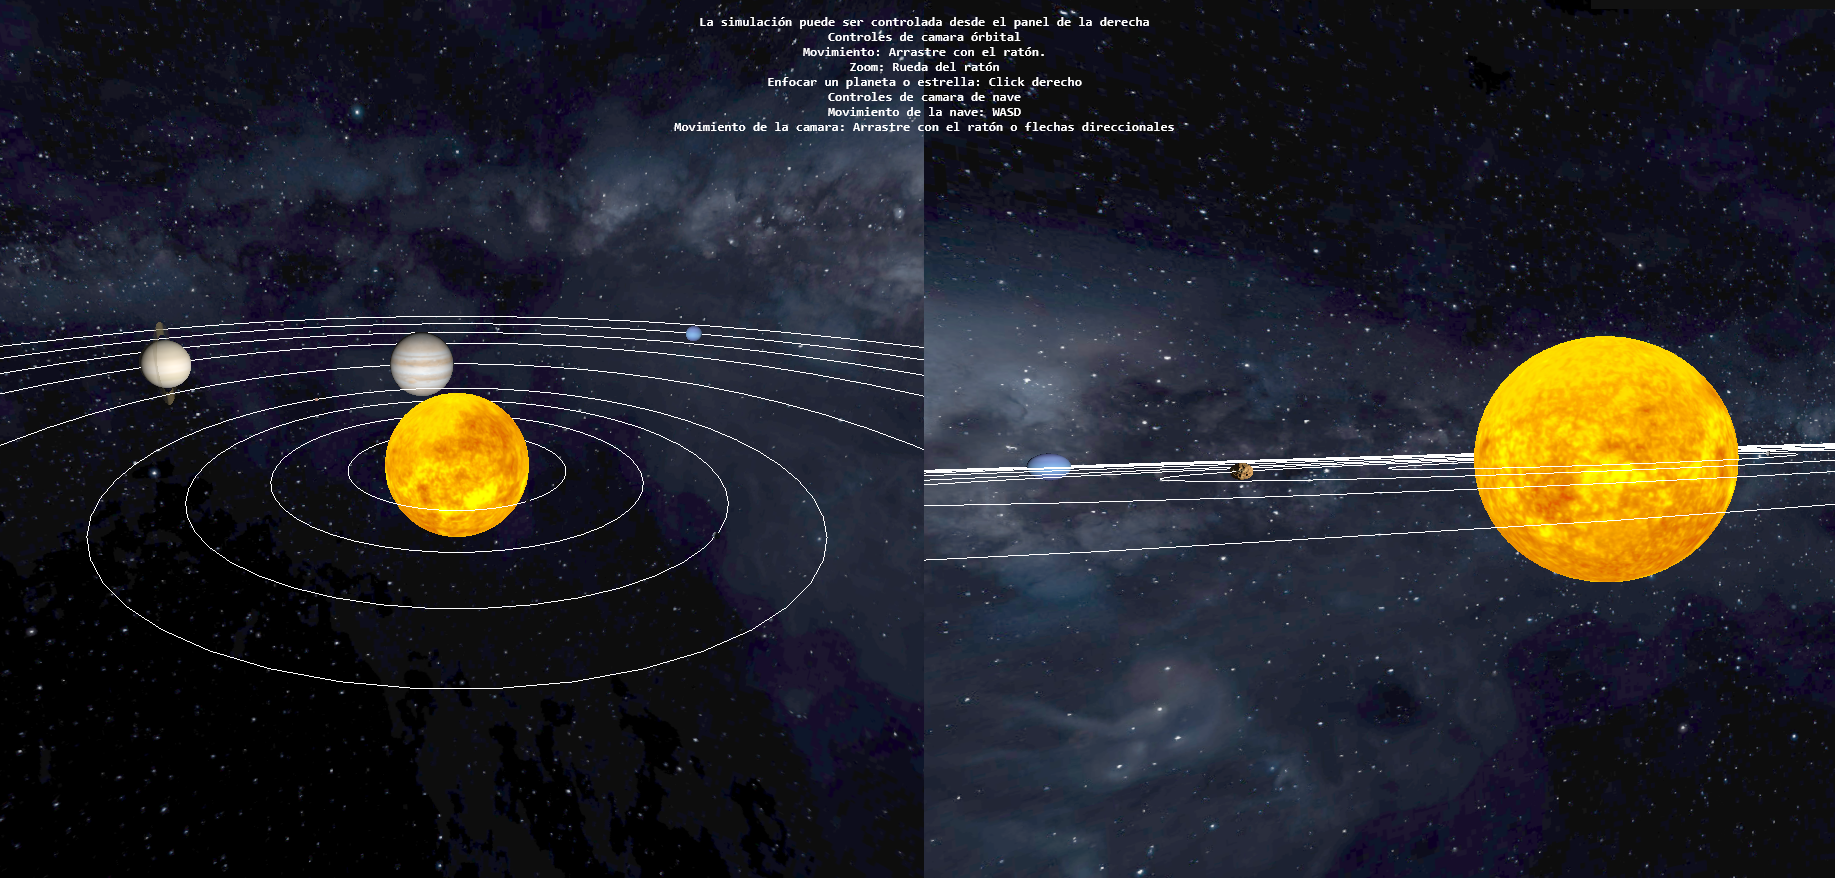 La simulación puede ser controlada desde el panel de la derecha
Controles de camara órbital
Movimiento: Arrastre con el ratón.
Zoom: Rueda del ratón
Enfocar un planeta o estrella: Click derecho
Controles de camara de nave
Movimiento de la nave: WASD
Movimiento de la camara: Arrastre con el ratón o flechas direccionales